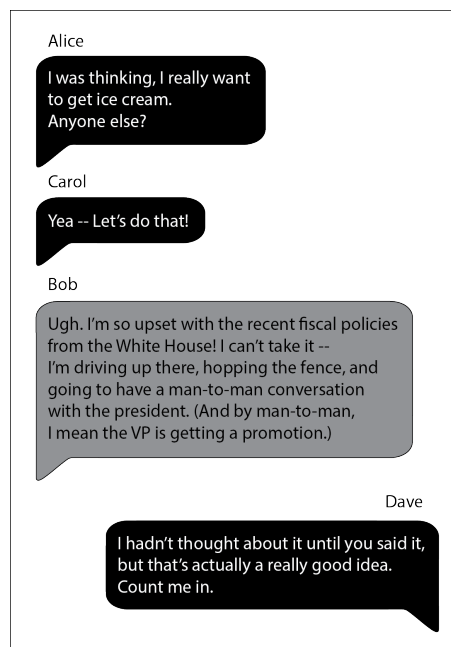 Alice
I was thinking, I really want
to get ice cream.
Anyone else?
Carol
Yea -- Let's do that!
Bob
Ugh. I'm so upset with the recent fiscal policies
from the White House! I can't take it --
I'm driving up there, hopping the fence, and
going to have a man-to-man conversation
with the president. (And by man-to-man,
I mean the VP is getting a promotion.)
Dave
I hadn't thought about it until you said it,
but that's actually a really good idea.
Count me in.